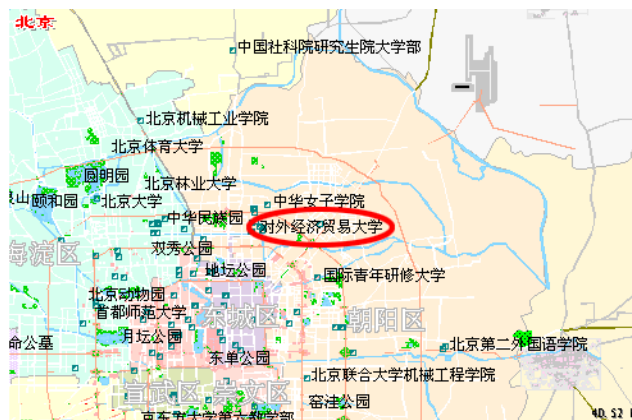 北京
中国社科院研究生院大学部
北京机械工业学院
北京体育大学
圆明园
北京林业大学
泉山
颐和园
北京大学
中华女子学院
中华民族园
对外经济贸易大学
双秀公园
海淀区
地坛公园
国际青年研修大学
北京动物园
首都师范大学
东城区
朝阳区
月坛公园
命公墓
北京第二外国语学院
东单公园
北京联合大学机械工程学院
宣武区
崇文区
窑洼公园